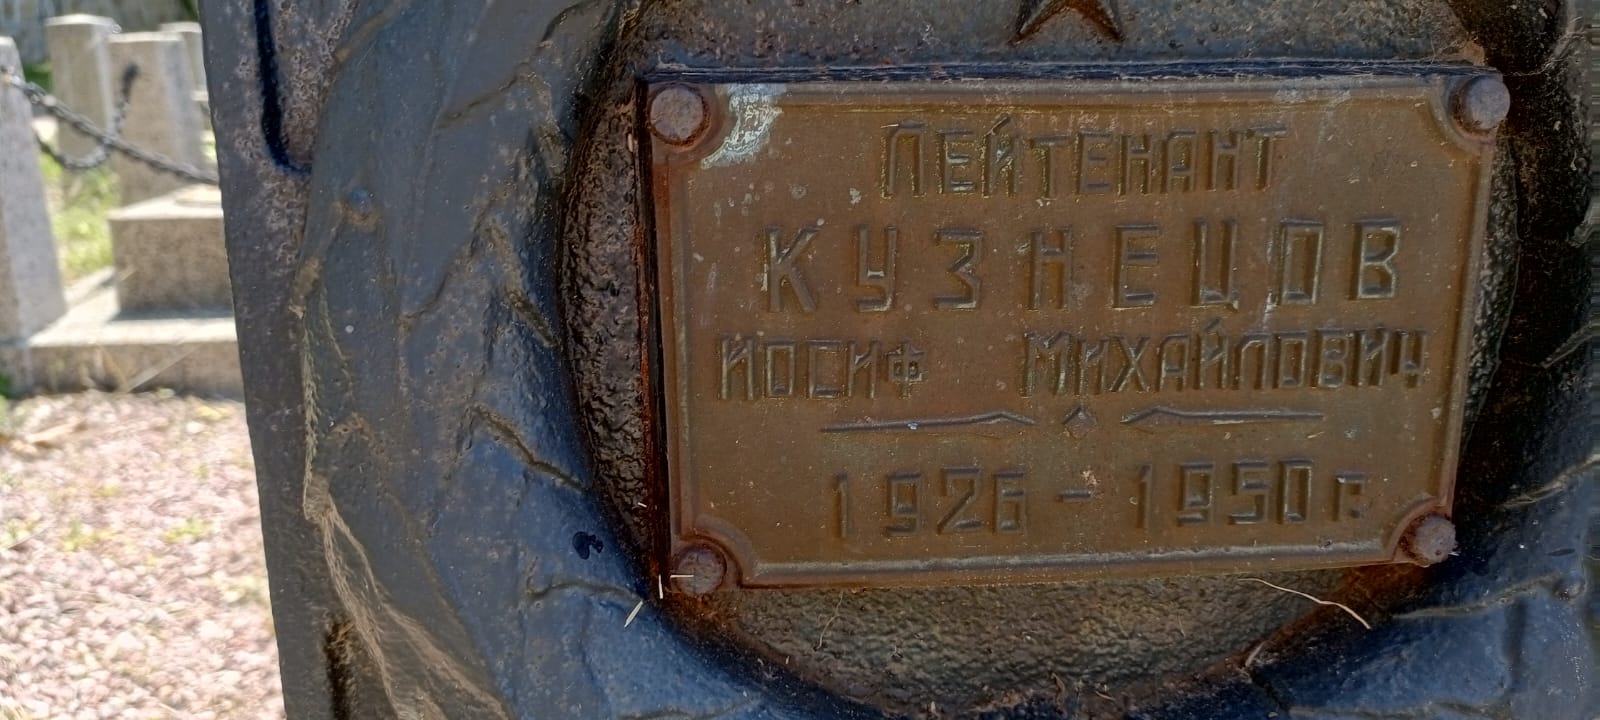 ЛЕЙТЕНАНТ
КУЗНЕЦОВ
ИОСИФ МИХАЙЛОВИЧ
1926 - 1950 г.